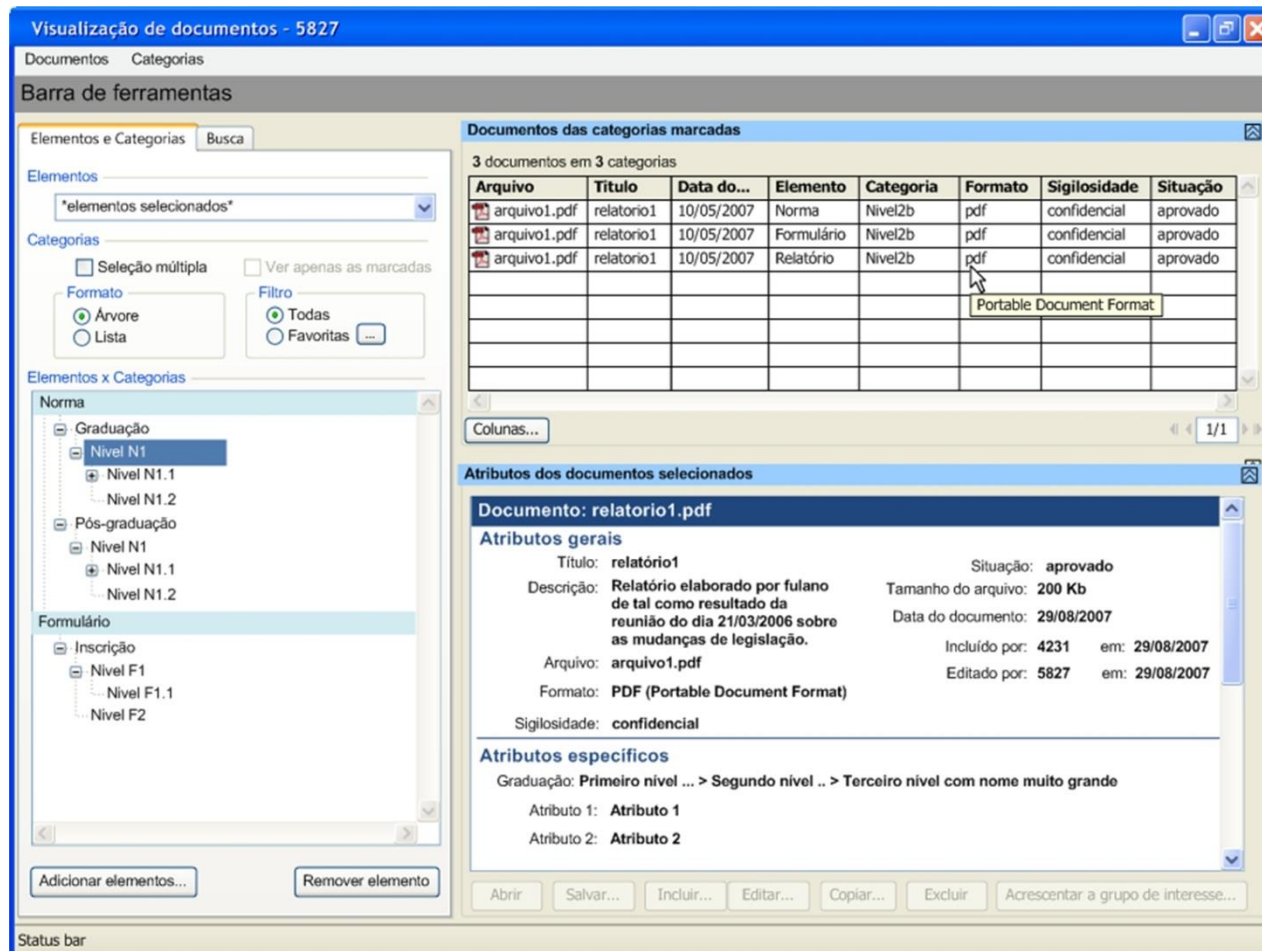 Visualização de documentos - 5827
Documentos Categorias
Barra de ferramentas
Elementos e Categorias Busca
Elementos
*elementos selecionados*
Categorias
Seleção múltipla Ver apenas as marcadas
Formato Filtro
Árvore Todas
Lista Favoritas ...
Elementos x Categorias
Norma
Graduação
Nivel N1
Nivel N1.1
Nivel N1.2
Pós-graduação
Nivel N1
Nivel N1.1
Nivel N1.2
Formulário
Inscrição
Nivel F1
Nivel F1.1
Nivel F2
Adicionar elementos... Remover elemento
Documentos das categorias marcadas
3 documentos em 3 categorias
Arquivo Titulo Data do... Elemento Categoria Formato Sigilosidade Situação
arquivo1.pdf relatorio1 10/05/2007 Norma Nivel2b pdf confidencial aprovado
arquivo1.pdf relatorio1 10/05/2007 Formulário Nivel2b pdf confidencial aprovado
arquivo1.pdf relatorio1 10/05/2007 Relatório Nivel2b pdf confidencial aprovado
Portable Document Format
Colunas... 1/1
Atributos dos documentos selecionados
Documento: relatorio1.pdf
Atributos gerais
Título: relatório1
Descrição: Relatório elaborado por fulano
de tal como resultado da
reunião do dia 21/03/2006 sobre
as mudanças de legislação.
Arquivo: arquivo1.pdf
Formato: PDF (Portable Document Format)
Sigilosidade: confidencial
Situação: aprovado
Tamanho do arquivo: 200 Kb
Data do documento: 29/08/2007
Incluído por: 4231 em: 29/08/2007
Editado por: 5827 em: 29/08/2007
Atributos específicos
Graduação: Primeiro nível ... > Segundo nível .. > Terceiro nível com nome muito grande
Atributo 1: Atributo 1
Atributo 2: Atributo 2
Abrir Salvar... Incluir... Editar... Copiar... Excluir Acrescentar a grupo de interesse...
Status bar